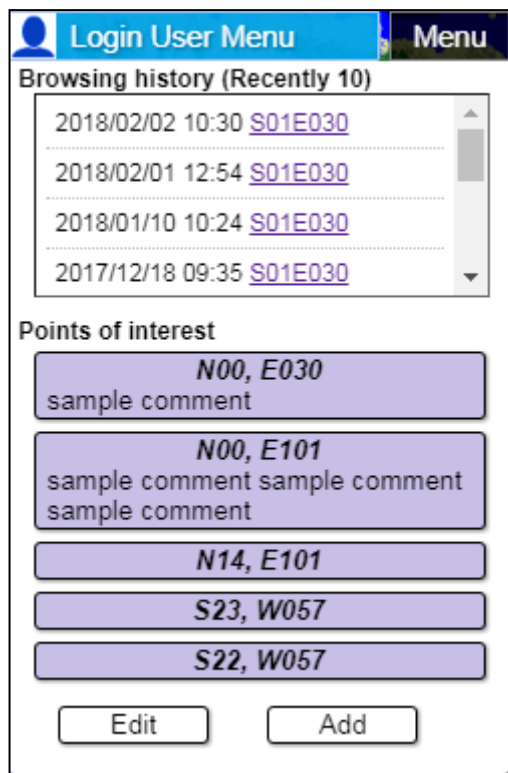 Login User Menu
Menu
Browsing history (Recently 10)
2018/02/02 10:30 S01E030
2018/02/01 12:54 S01E030
2018/01/10 10:24 S01E030
2017/12/18 09:35 S01E030
Points of interest
N00, E030
sample comment
N00, E101
sample comment sample comment
sample comment
N14, E101
S23, W057
S22, W057
Edit
Add